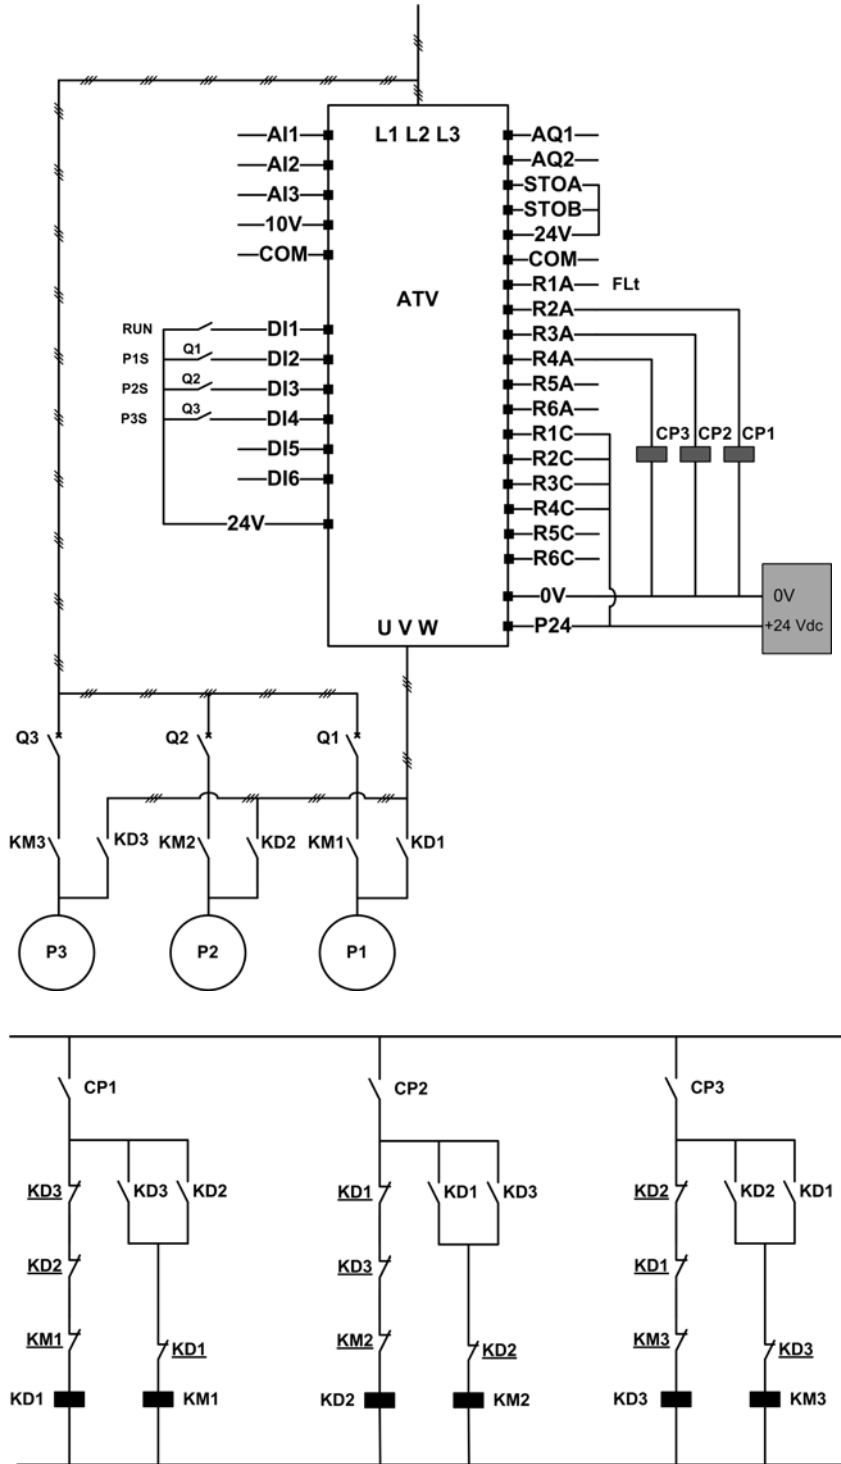 L1 L2 L3
AI1
AI2
AI3
10V
COM
AQ1
AQ2
STOA
STOB
24V
COM
ATV
R1A FLt
R2A
R3A
R4A
R5A
R6A
R1C
R2C
R3C
R4C
R5C
R6C
0V
P24
RUN DI1
P1S Q1 DI2
P2S Q2 DI3
P3S Q3 DI4
DI5
DI6
24V
CP3 CP2 CP1
0V
+24 Vdc
U V W
Q3 Q2 Q1
KM3 KD3 KM2 KD2 KM1 KD1
P3 P2 P1
CP1 CP2 CP3
KD3 KD3 KD2 KD1 KD1 KD3 KD2 KD2 KD1
KD2 KD3 KD1
KM1 KD1 KM2 KD2 KM3 KD3
KD1 KM1 KD2 KM2 KD3 KM3